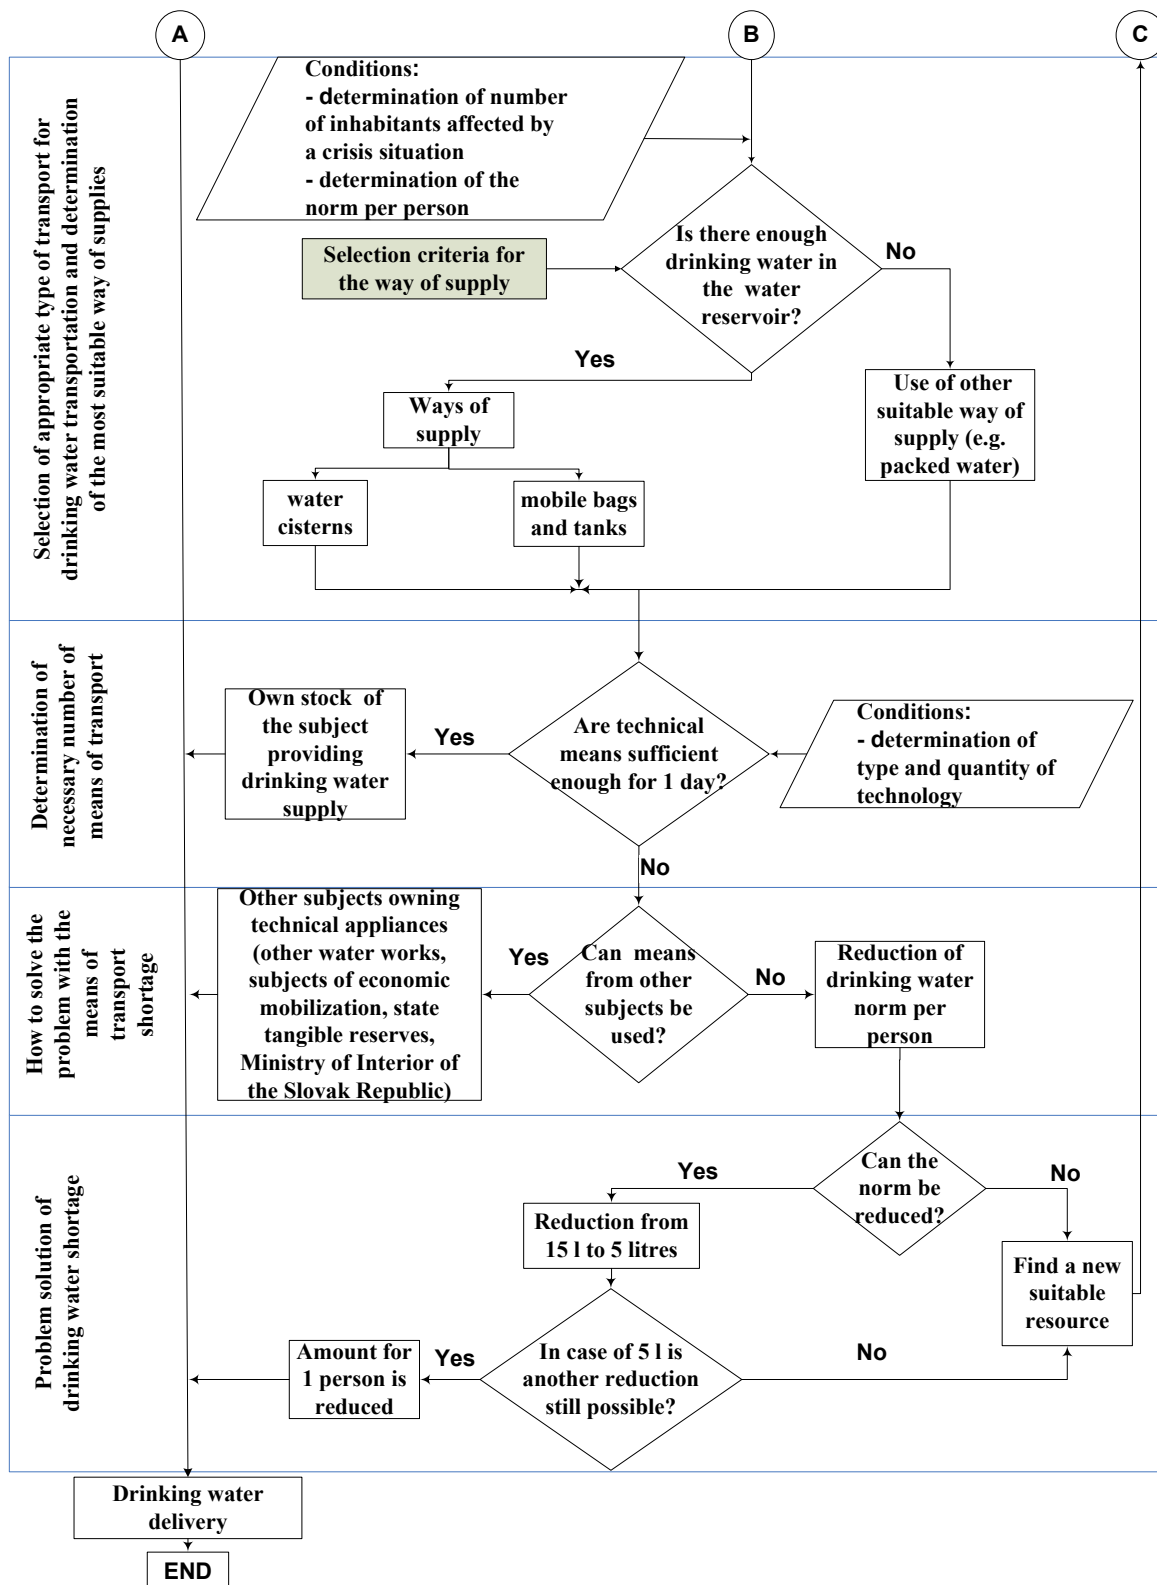 A
B
C
Selection of appropriate type of transport for
drinking water transportation and determination
of the most suitable way of supplies
Conditions:
- determination of number
of inhabitants affected by
a crisis situation
- determination of the
norm per person
Selection criteria for
the way of supply
Is there enough
drinking water in
the water
reservoir?
No
Yes
Ways of
supply
Use of other
suitable way of
supply (e.g.
packed water)
water
cisterns
mobile bags
and tanks
Determination of
necessary number of
means of transport
Own stock of
the subject
providing
drinking water
supply
Yes
Are technical
means sufficient
enough for 1 day?
Conditions:
- determination of
type and quantity of
technology
No
How to solve the
problem with the
means of
transport
shortage
Other subjects owning
technical appliances
(other water works,
subjects of economic
mobilization, state
tangible reserves,
Ministry of Interior of
the Slovak Republic)
Yes
Can means
from other
subjects be
used?
No
Reduction of
drinking water
norm per
person
Problem solution of
drinking water shortage
Yes
Can the
norm be
reduced?
No
Reduction from
15 l to 5 litres
Find a new
suitable
resource
Amount for
1 person is
reduced
Yes
In case of 5 l is
another reduction
still possible?
No
Drinking water
delivery
END